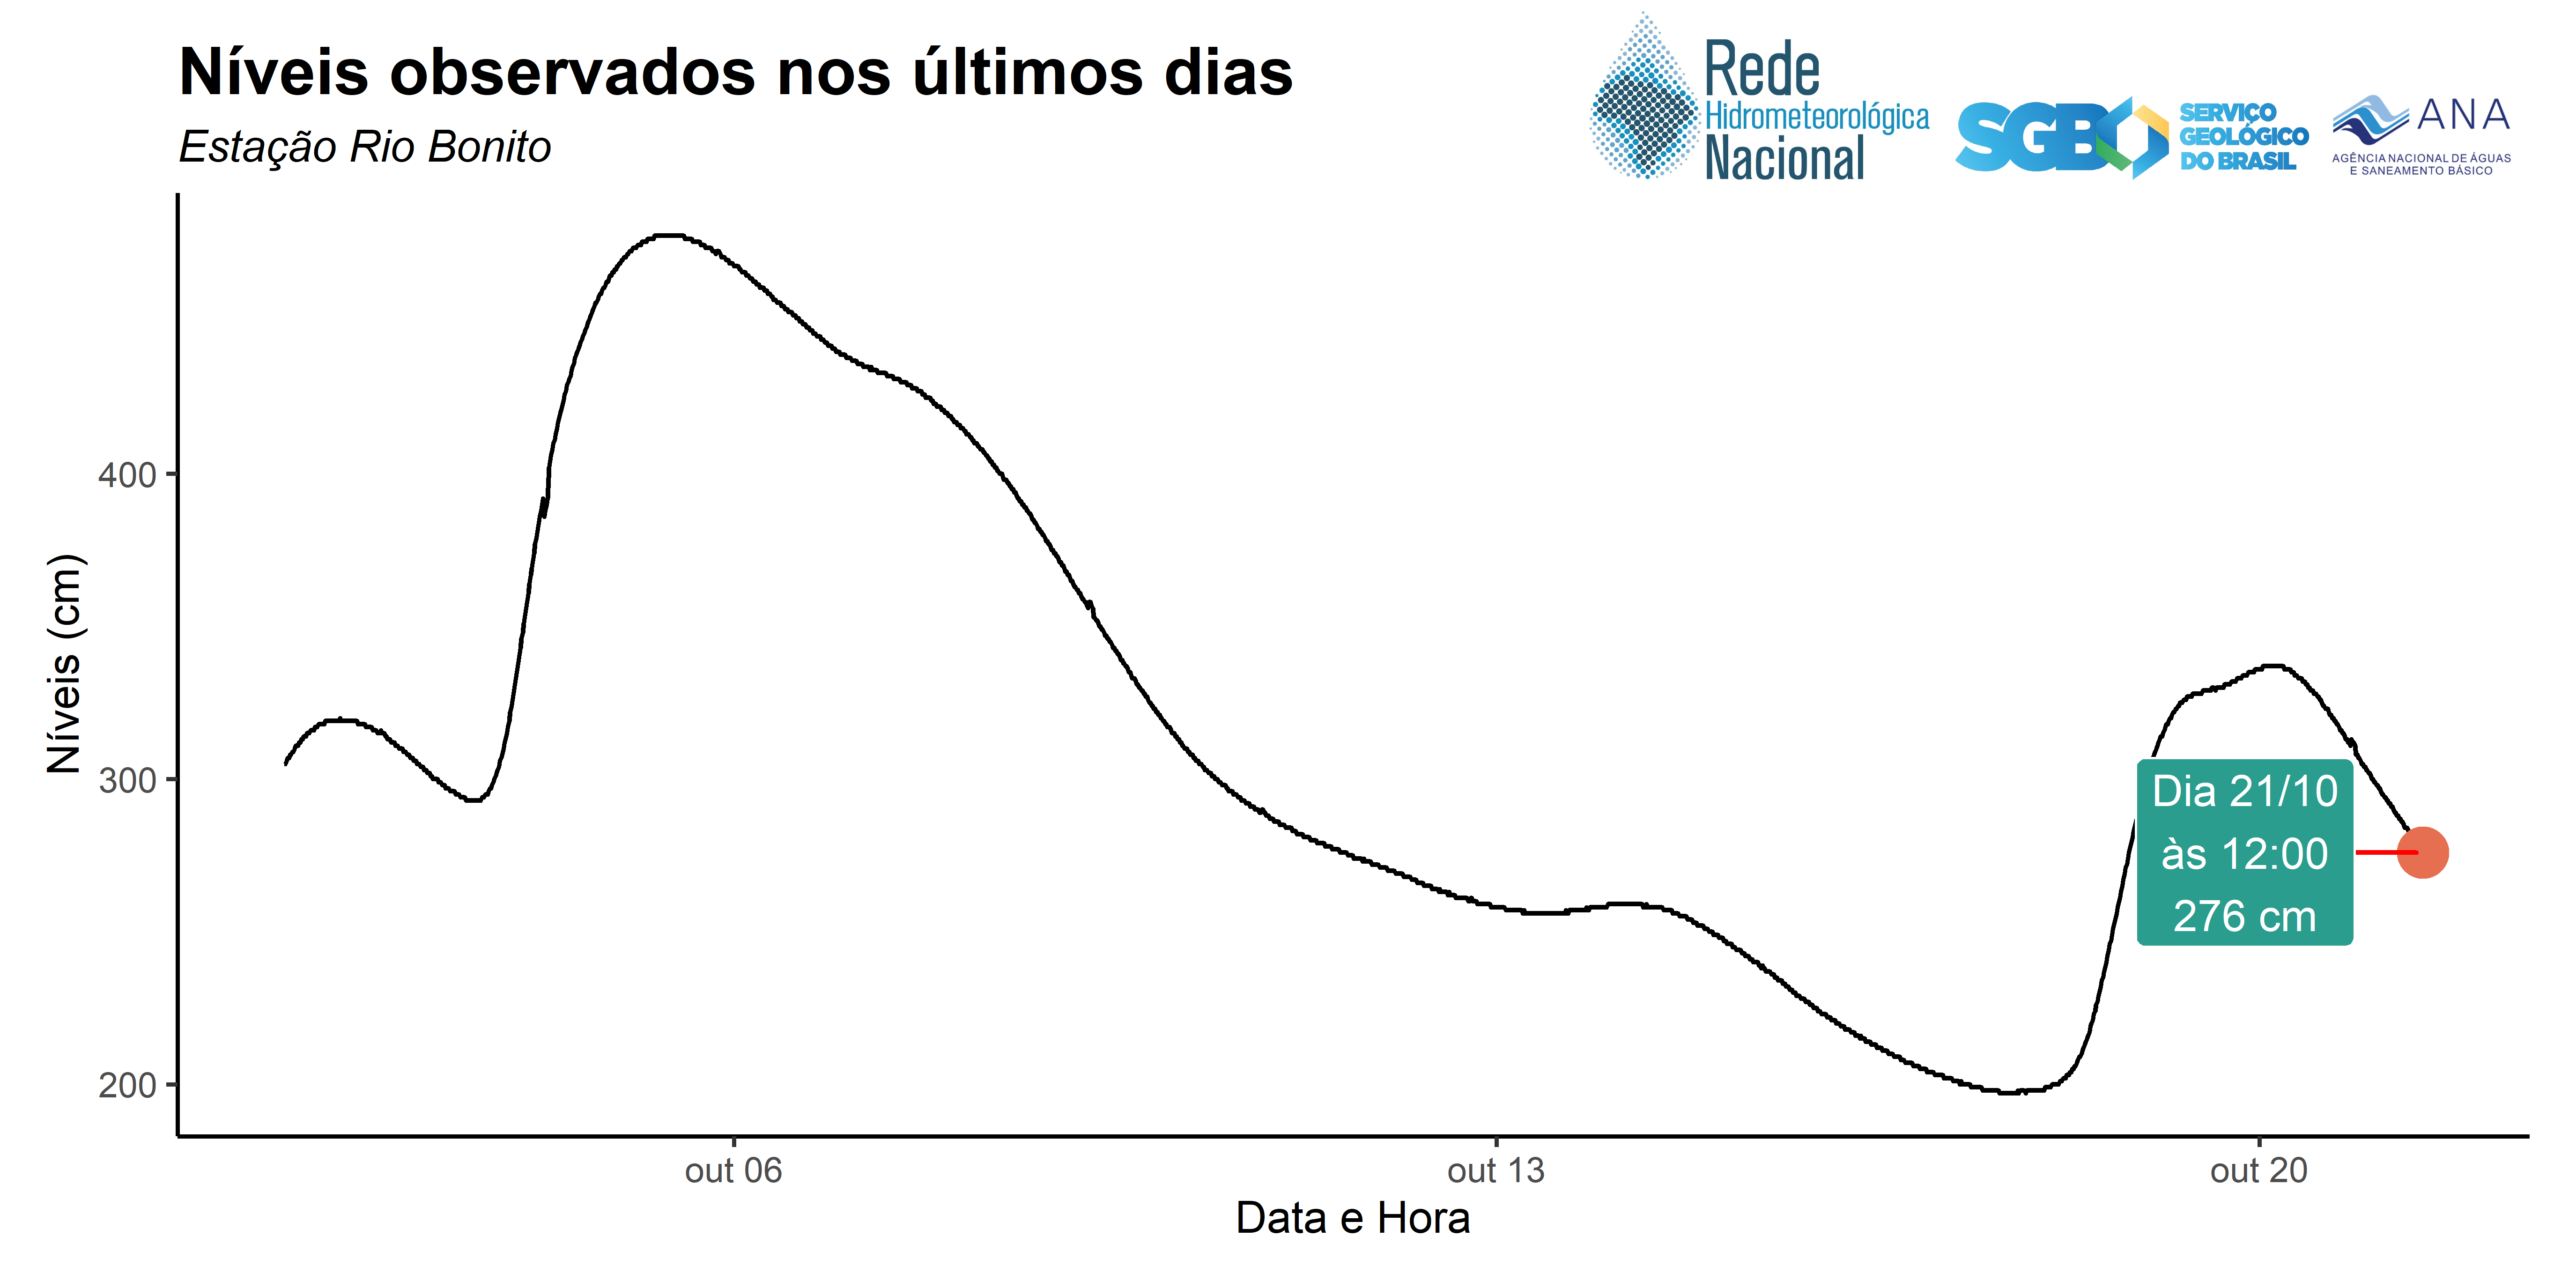 Níveis observados nos últimos dias
Estação Rio Bonito
Rede
Hidrometeorológica
Nacional
SGB
SERVIÇO
GEOLÓGICO
DO BRASIL
ANA
AGÊNCIA NACIONAL DE ÁGUAS
E SANEAMENTO BÁSICO
Níveis (cm)
400
300
200
Dia 21/10
às 12:00
276 cm
out 06
out 13
out 20
Data e Hora